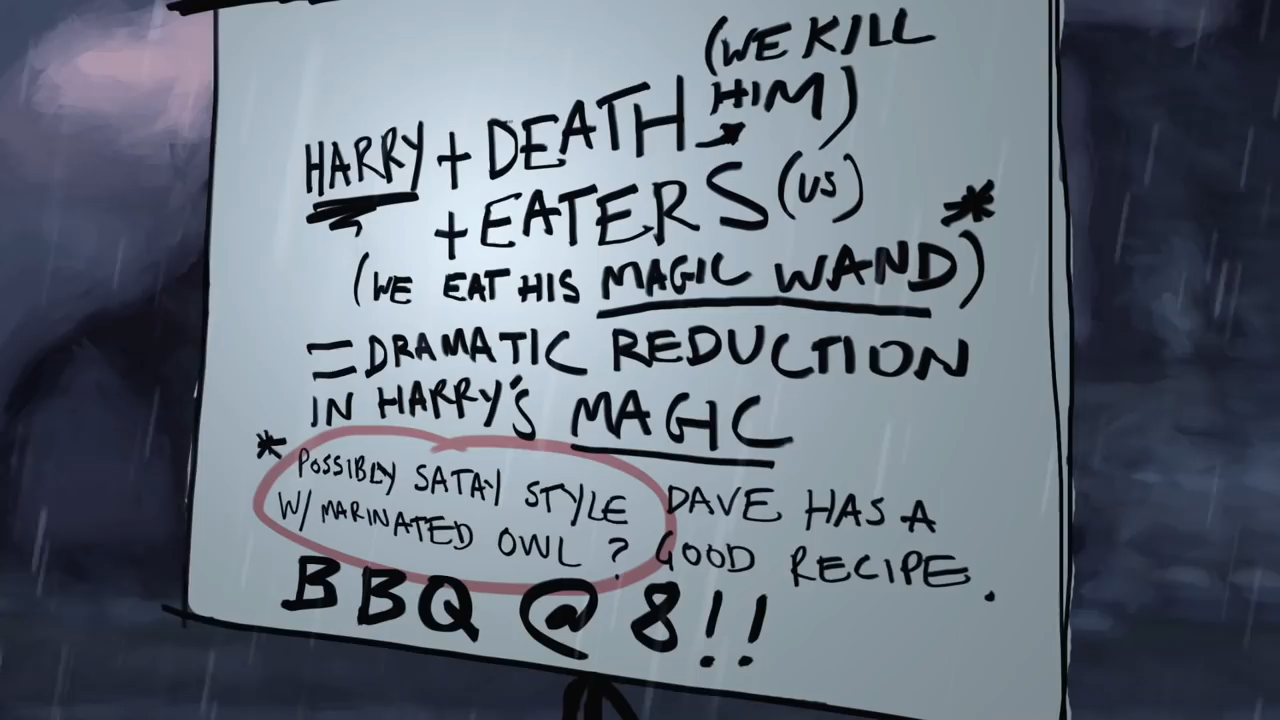 (WE KILL
HARRY + DEATH HIM)
+ EATERS (US)
(WE EAT HIS MAGIC WAND) *
= DRAMATIC REDUCTION
IN HARRY'S MAGIC
* POSSIBLY SATAY STYLE DAVE HAS A
W/ MARINATED OWL ? GOOD RECIPE.
BBQ @ 8!!